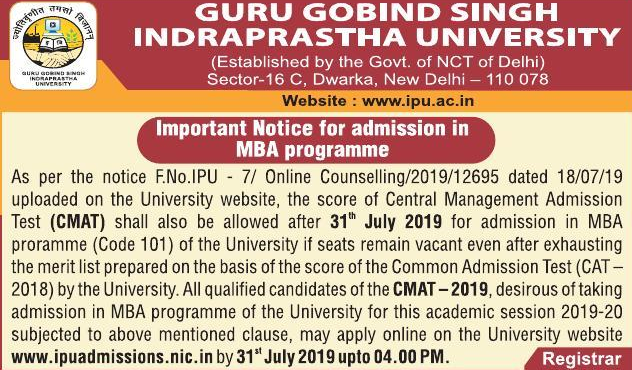 ज्योतिर्वृणीत तमसो विजानन्
GURU GOBIND SINGH
INDRAPRASTHA
UNIVERSITY
GURU GOBIND SINGH
INDRAPRASTHA UNIVERSITY
(Established by the Govt. of NCT of Delhi)
Sector-16 C, Dwarka, New Delhi – 110 078
Website : www.ipu.ac.in
Important Notice for admission in
MBA programme
As per the notice F.No.IPU - 7/ Online Counselling/2019/12695 dated 18/07/19
uploaded on the University website, the score of Central Management Admission
Test (CMAT) shall also be allowed after 31th July 2019 for admission in MBA
proramme (Code 101) of the University if seats remain vacant even after exhausting
the merit list prepared on the basis of the score of the Common Admission Test (CAT –
2018) by the University. All qualified candidates of the CMAT – 2019, desirous of taking
admission in MBA programme of the University for this academic session 2019-20
subjected to above mentioned clause, may apply online on the University website
www.ipuadmissions.nic.in by 31st July 2019 upto 04.00 PM.
Registrar